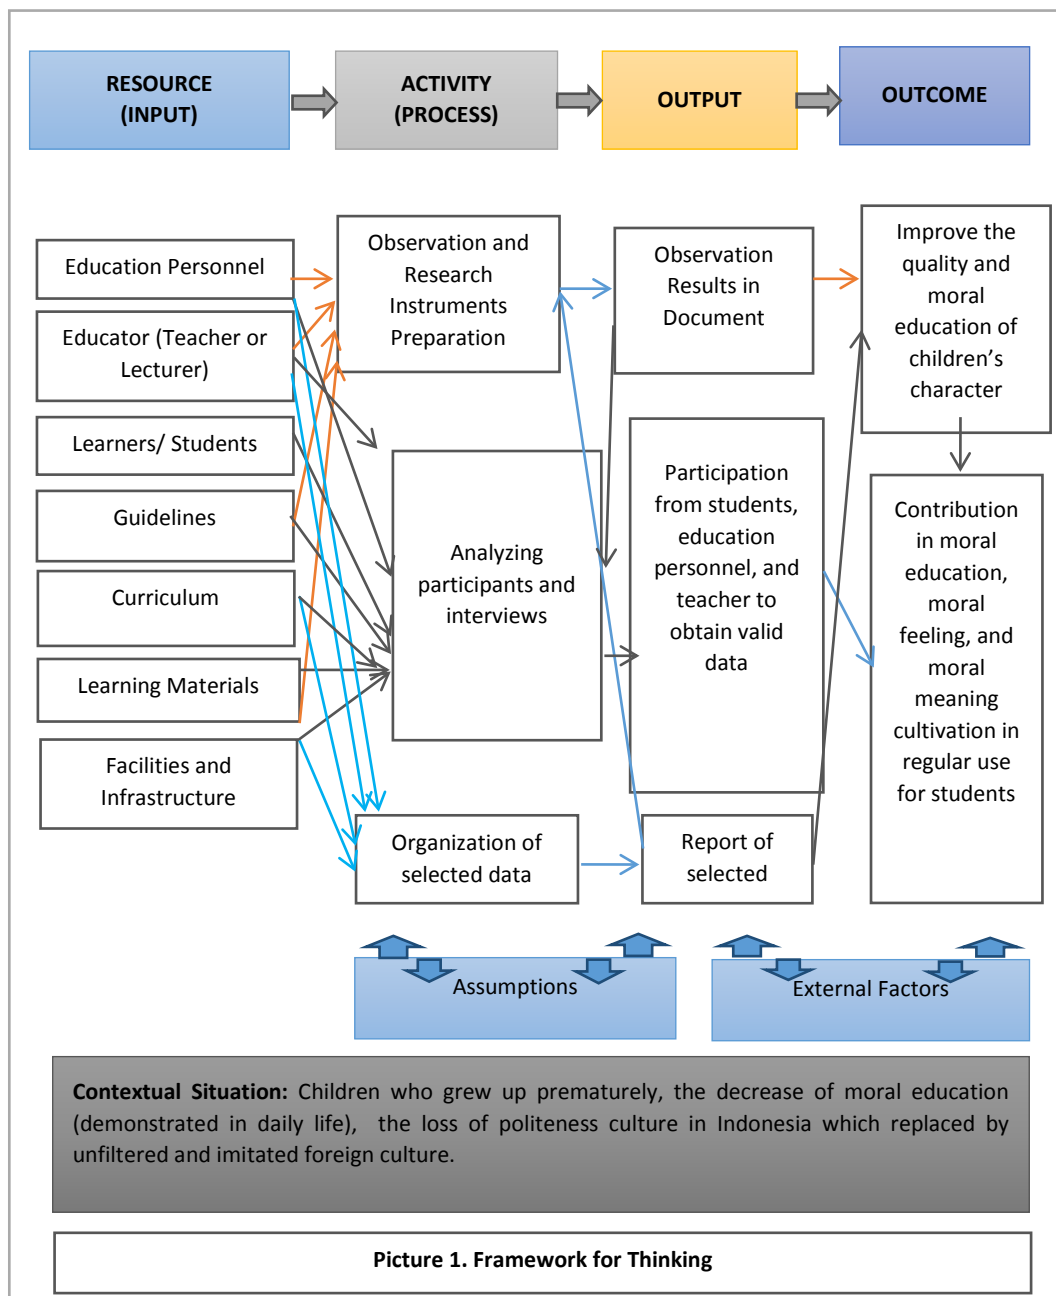 RESOURCE
(INPUT)
ACTIVITY
(PROCESS)
OUTPUT
OUTCOME
Education Personnel
Educator (Teacher or
Lecturer)
Learners/ Students
Guidelines
Curriculum
Learning Materials
Facilities and
Infrastructure
Observation and
Research
Instruments
Preparation
Analyzing
participants and
interviews
Organization of
selected data
Observation
Results in
Document
Participation
from students,
education
personnel, and
teacher to
obtain valid
data
Report of
selected
Improve the
quality and
moral
education of
children’s
character
Contribution
in moral
education,
moral
feeling, and
moral
meaning
cultivation in
regular use
for students
Assumptions
External Factors
Contextual Situation: Children who grew up prematurely, the decrease of moral education
(demonstrated in daily life), the loss of politeness culture in Indonesia which replaced by
unfiltered and imitated foreign culture.
Picture 1. Framework for Thinking